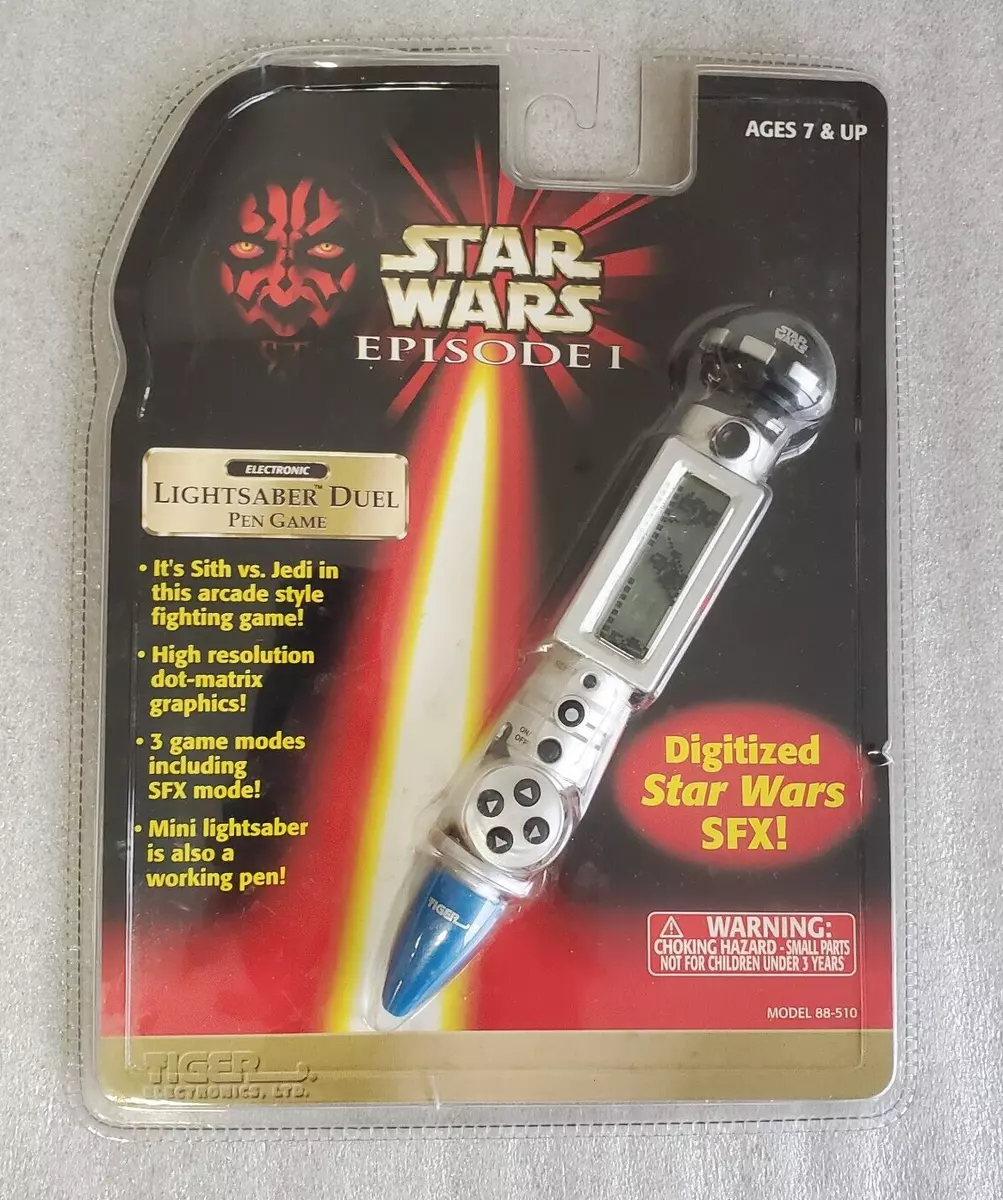 AGES 7 & UP
STAR
WARS
EPISODE I
STAR
WARS
ELECTRONIC
LIGHTSABER™ DUEL
PEN GAME
• It's Sith vs. Jedi in
this arcade style
fighting game!
• High resolution
dot-matrix
graphics!
• 3 game modes
including
SFX mode!
• Mini lightsaber
is also a
working pen!
ON/
OFF
Digitized
Star Wars
SFX!
TIGER
WARNING:
CHOKING HAZARD - SMALL PARTS
NOT FOR CHILDREN UNDER 3 YEARS
MODEL 88-510
TIGER®
ELECTRONICS, LTD.